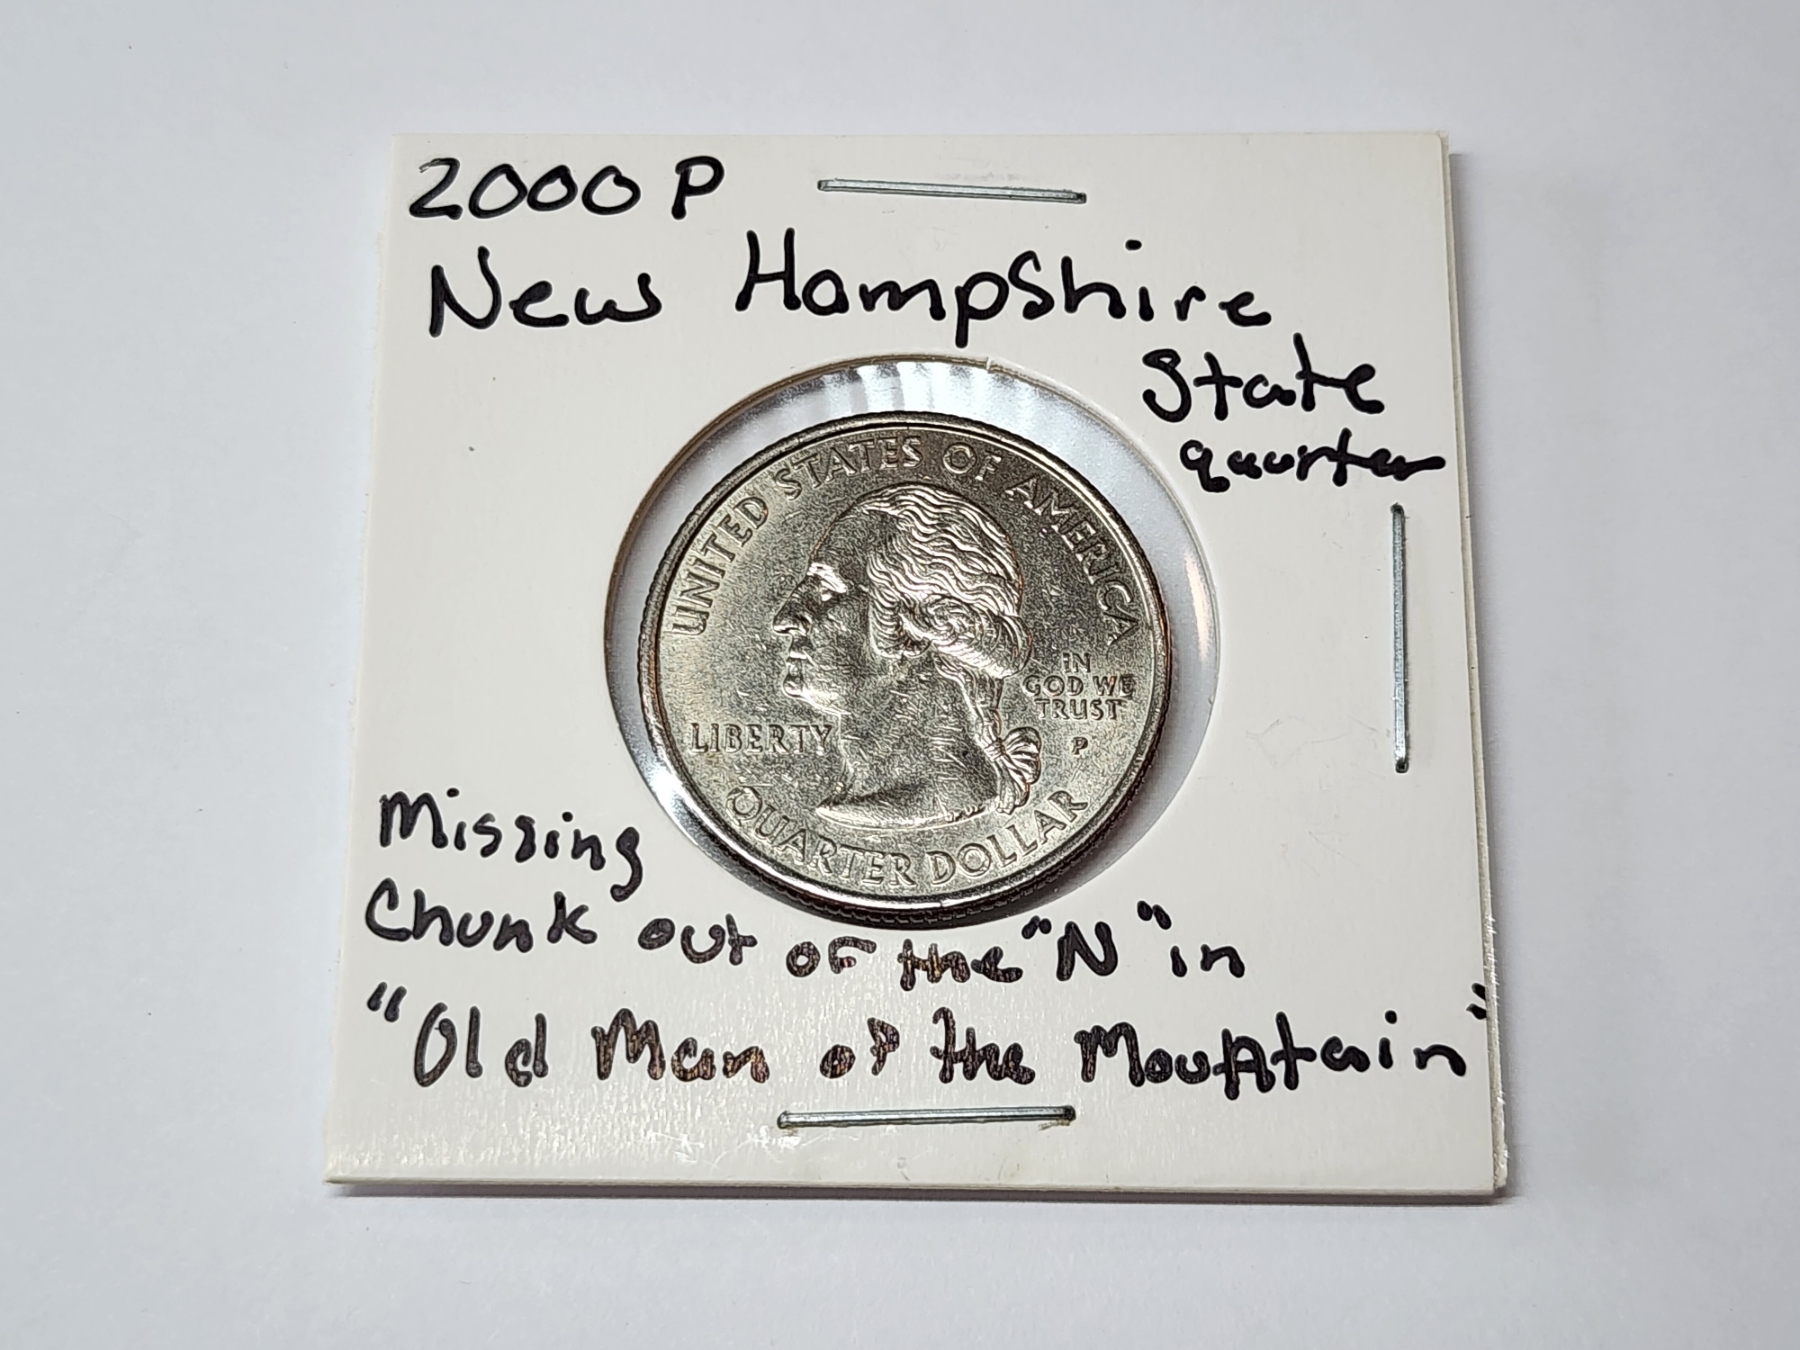 2000 P
New Hampshire
State
quarter
UNITED STATES OF AMERICA
IN
GOD WE
TRUST
LIBERTY
P
QUARTER DOLLAR
Missing
Chunk out of the "N" in
"Old Man of the Mountain"